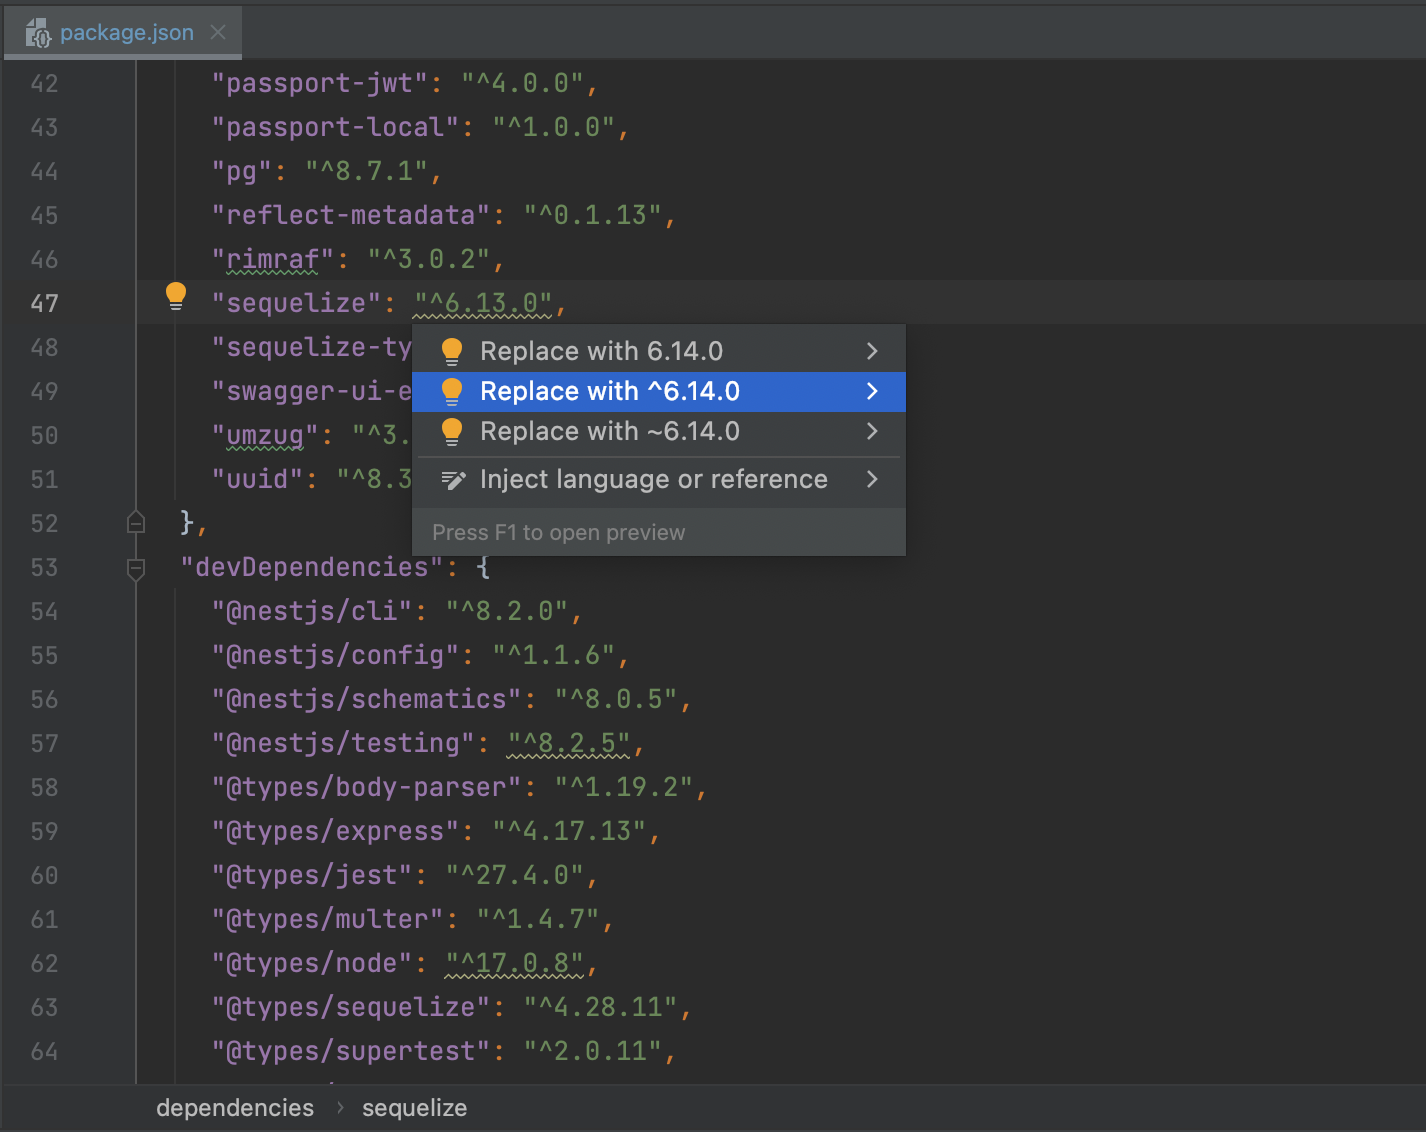 package.json
42 "passport-jwt": "^4.0.0",
43 "passport-local": "^1.0.0",
44 "pg": "^8.7.1",
45 "reflect-metadata": "^0.1.13",
46 "rimraf": "^3.0.2",
47 "sequelize": "^6.13.0",
48 "sequelize-ty
Replace with 6.14.0
49 "swagger-ui-e
Replace with ^6.14.0
50 "umzug": "^3.
Replace with ~6.14.0
51 "uuid": "^8.3
Inject language or reference
52 },
Press F1 to open preview
53 "devDependencies": {
54 "@nestjs/cli": "^8.2.0",
55 "@nestjs/config": "^1.1.6",
56 "@nestjs/schematics": "^8.0.5",
57 "@nestjs/testing": "^8.2.5",
58 "@types/body-parser": "^1.19.2",
59 "@types/express": "^4.17.13",
60 "@types/jest": "^27.4.0",
61 "@types/multer": "^1.4.7",
62 "@types/node": "^17.0.8",
63 "@types/sequelize": "^4.28.11",
64 "@types/supertest": "^2.0.11",
dependencies › sequelize